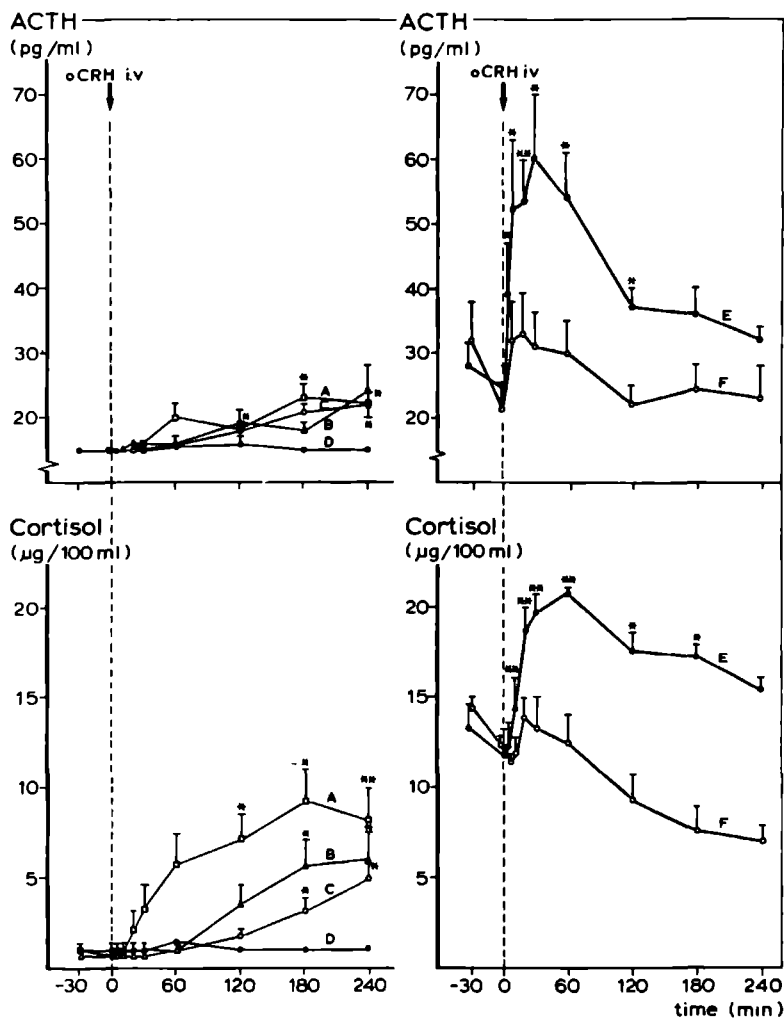 ACTH
(pg/ml)
oCRH i.v
70
60
50
40
30
20
*
A
C
*
B
*
*
D
ACTH
(pg/ml)
oCRH iv
70
60
50
40
30
20
*
*
**
*
*
*
E
F
Cortisol
(µg/100 ml)
20
15
10
5
*
*
**
A
*
*
B
*
C
*
D
-30 0 60 120 180 240
Cortisol
(µg/100 ml)
20
15
10
5
**
**
**
**
*
*
E
F
-30 0 60 120 180 240
time (min)